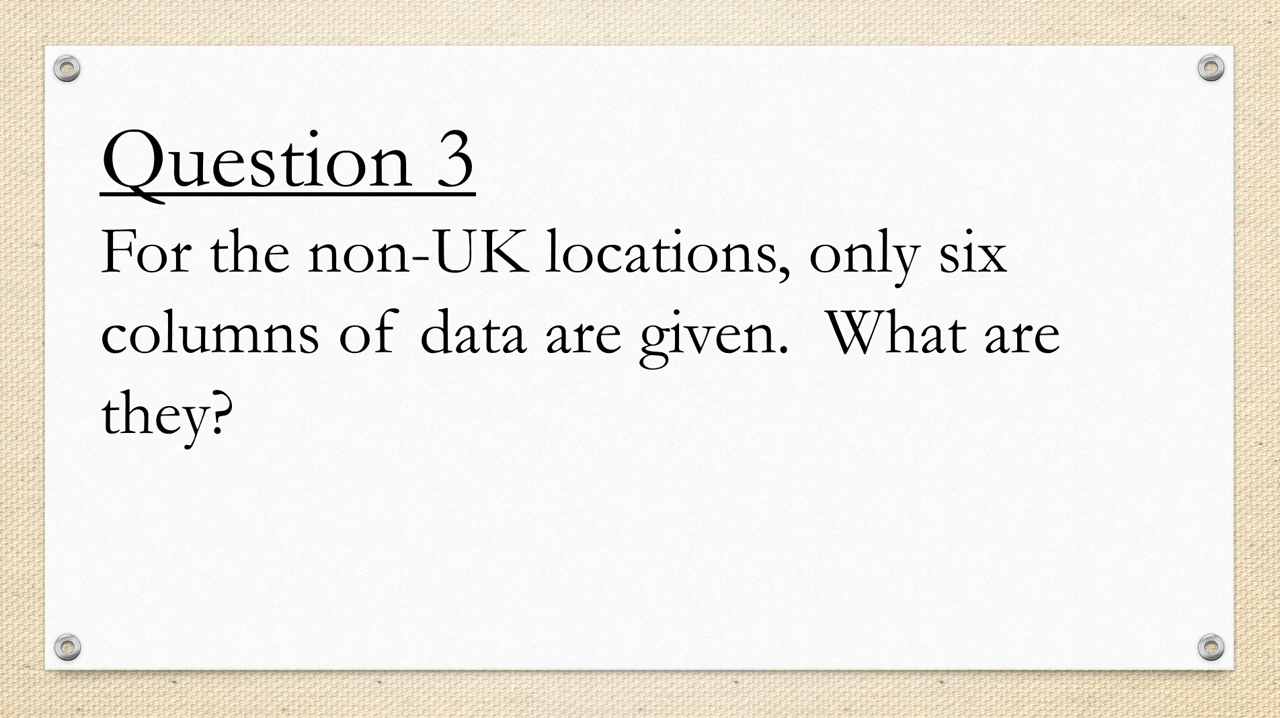 Question 3
For the non-UK locations, only six
columns of data are given.  What are
they?